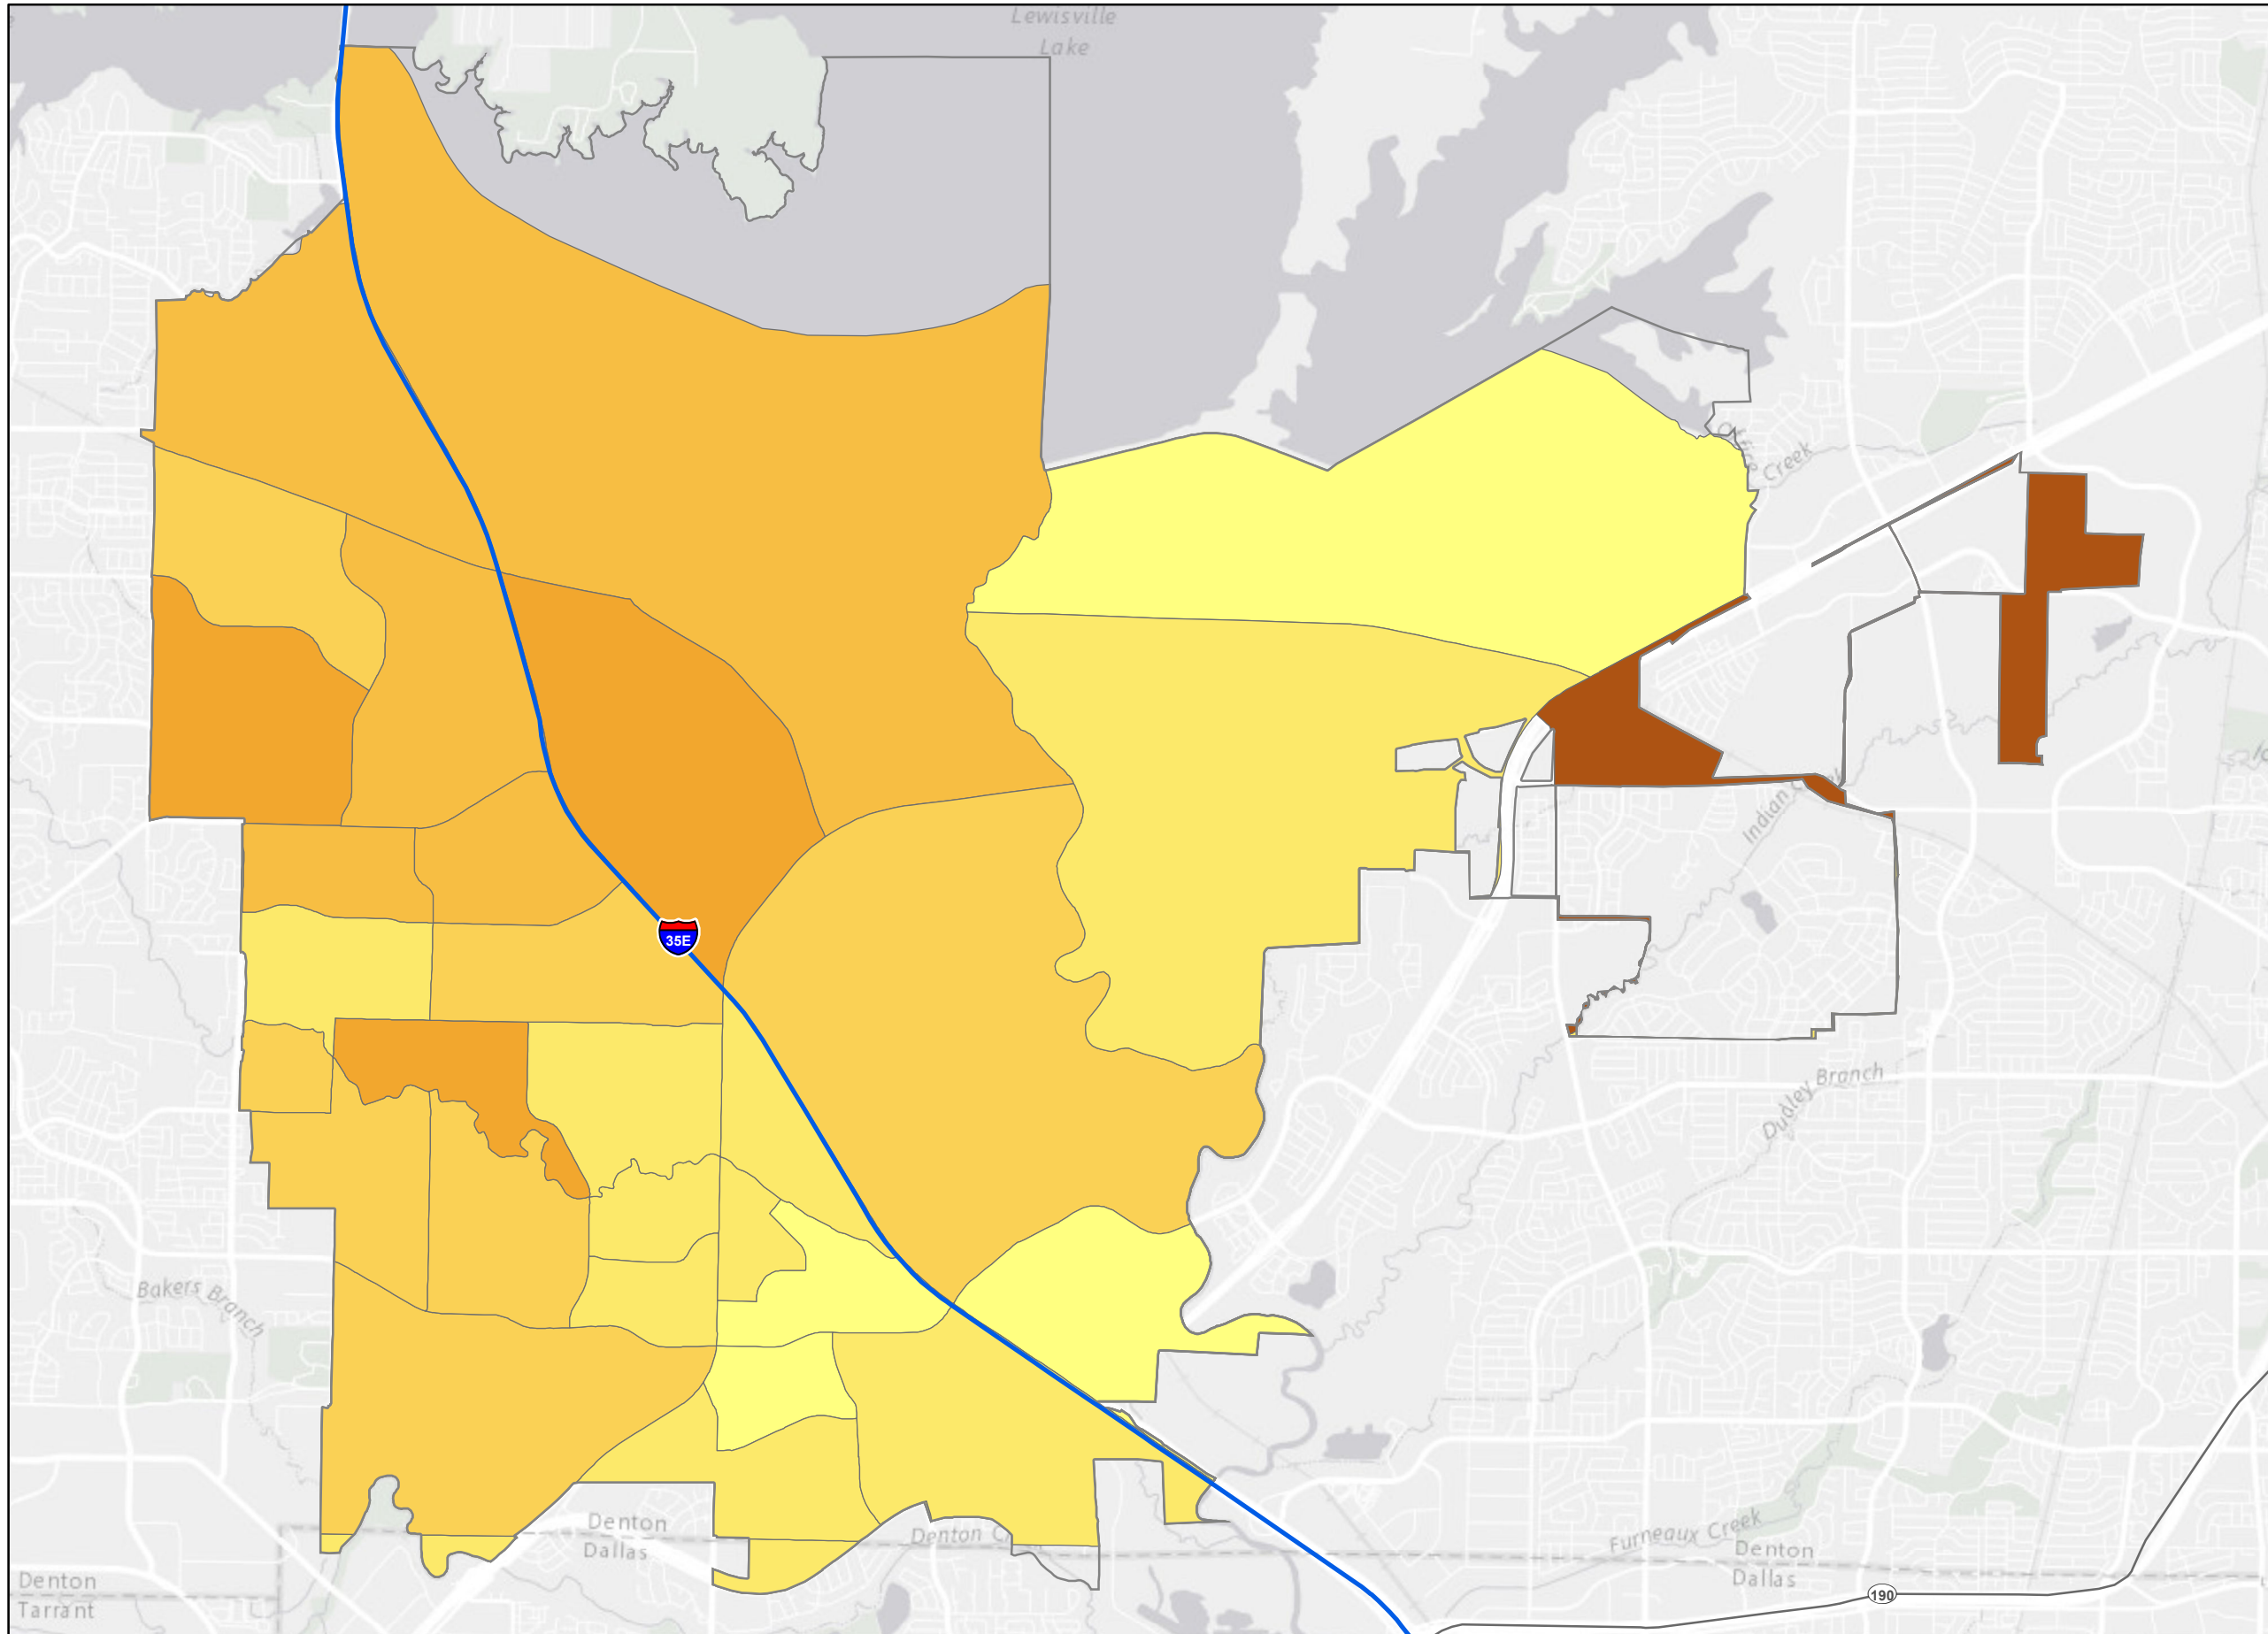 Lewisville
Lake
Creek
Indian
35E
Dudley Branch
Bakers Branch
Denton
Dallas
Denton
Furneaux Creek
Denton
Dallas
Denton
Tarrant
190